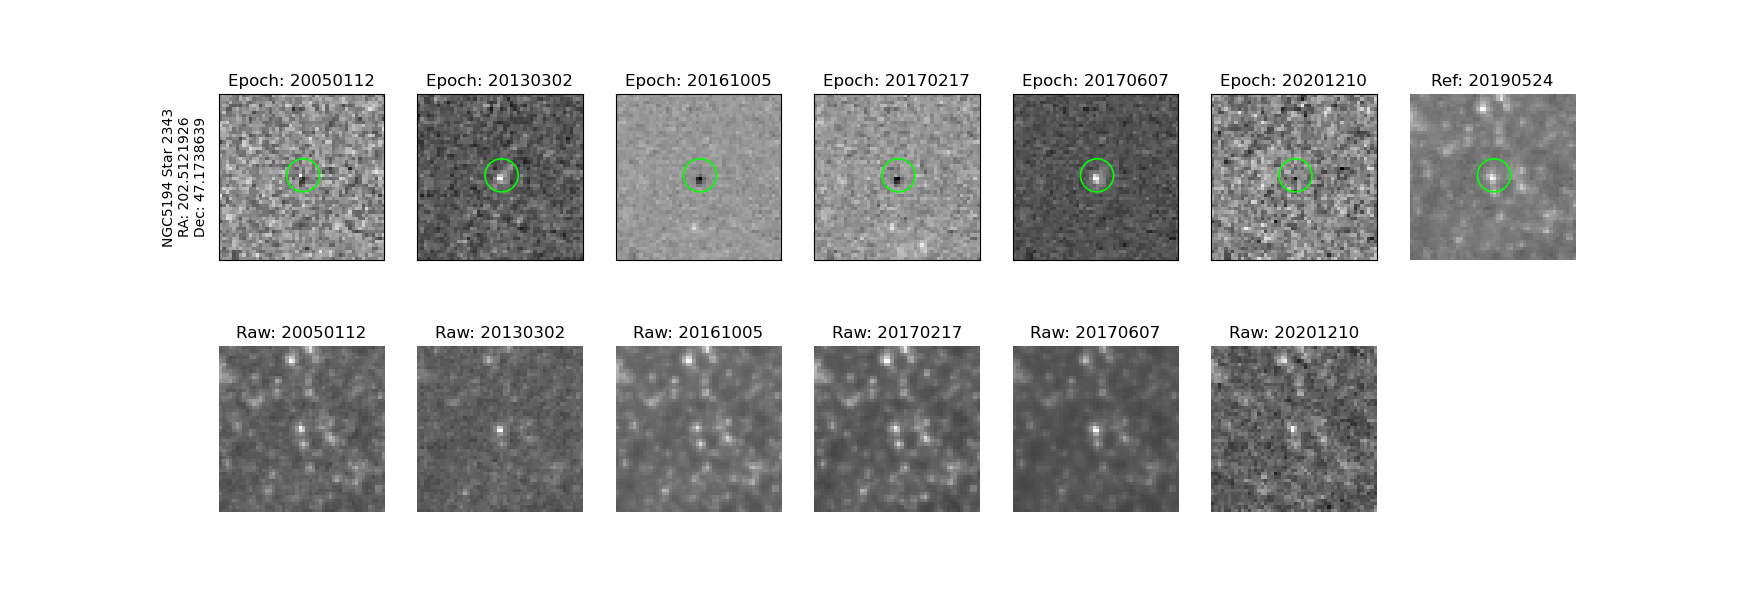 Epoch: 20050112
Epoch: 20130302
Epoch: 20161005
Epoch: 20170217
Epoch: 20170607
Epoch: 20201210
Ref: 20190524
NGC5194 Star 2343
RA: 202.5121926
Dec: 47.1738639
Raw: 20050112
Raw: 20130302
Raw: 20161005
Raw: 20170217
Raw: 20170607
Raw: 20201210